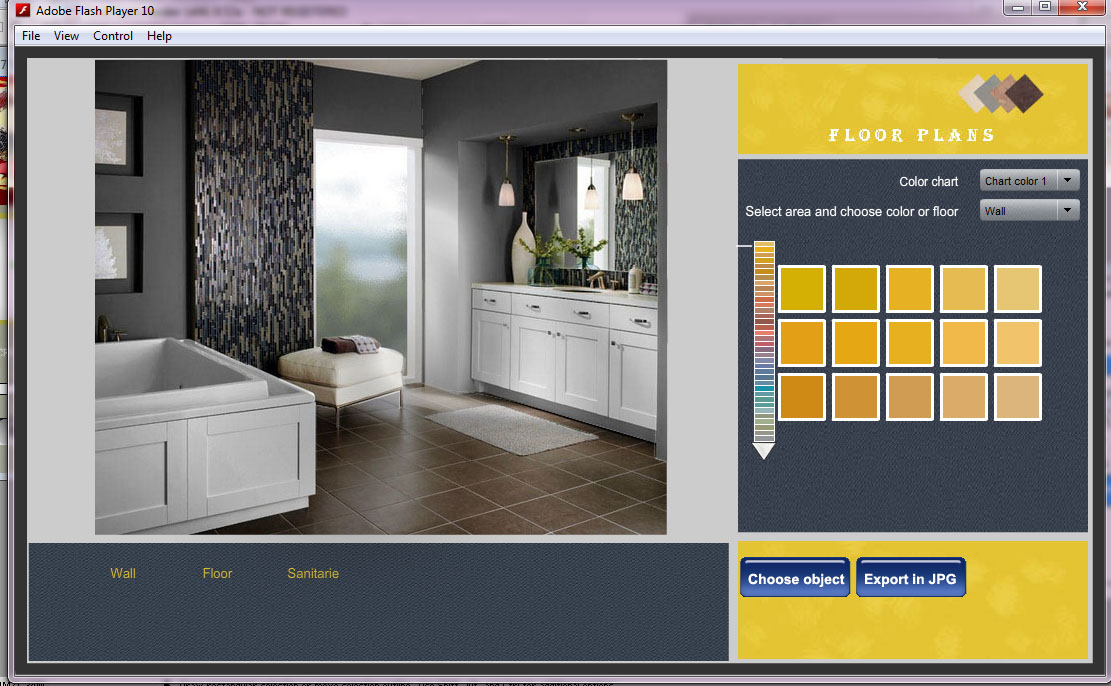 Adobe Flash Player 10
File View Control Help
FLOOR PLANS
Color chart
Chart color 1
Select area and choose color or floor
Wall
Wall Floor Sanitarie
Choose object
Export in JPG